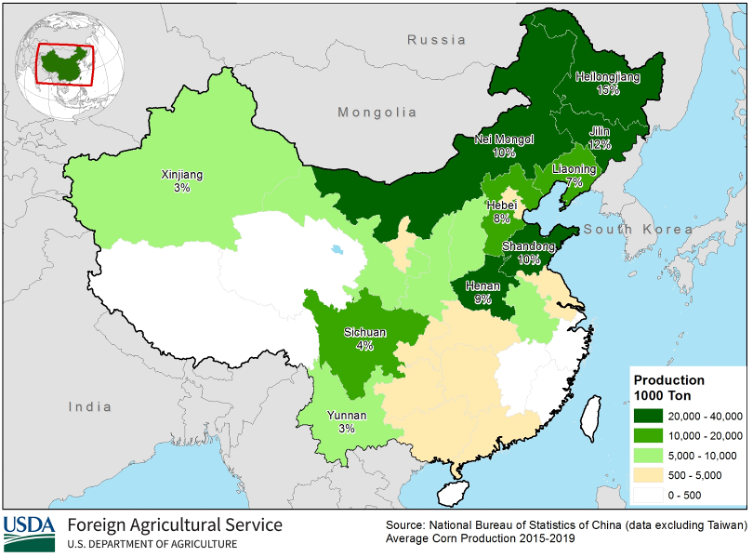 Russia
Heilongjiang
15%
Mongolia
Nei Mongol
10%
Jilin
12%
Xinjiang
3%
Liaoning
7%
Hebei
8%
South Korea
Shandong
10%
Henan
9%
Sichuan
4%
India
Yunnan
3%
Production
1000 Ton
20,000 - 40,000
10,000 - 20,000
5,000 - 10,000
500 - 5,000
0 - 500
USDA
Foreign Agricultural Service
U.S. DEPARTMENT OF AGRICULTURE
Source: National Bureau of Statistics of China (data excluding Taiwan)
Average Corn Production 2015-2019